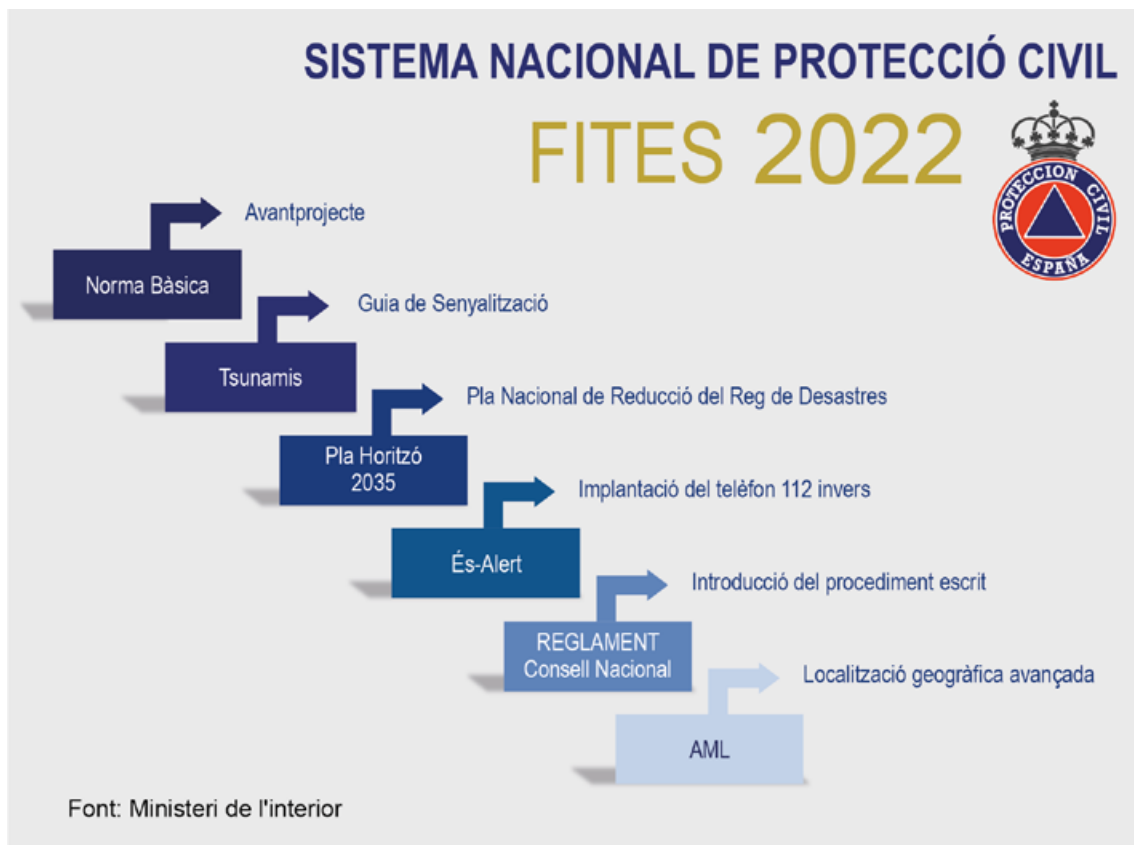 SISTEMA NACIONAL DE PROTECCIÓ CIVIL
FITES 2022
PROTECCION CIVIL
ESPAÑA
Avantprojecte
Norma Bàsica
Guia de Senyalització
Tsunamis
Pla Nacional de Reducció del Reg de Desastres
Pla Horitzó
2035
Implantació del telèfon 112 invers
És-Alert
Introducció del procediment escrit
REGLAMENT
Consell Nacional
Localització geogràfica avançada
AML
Font: Ministeri de l'interior